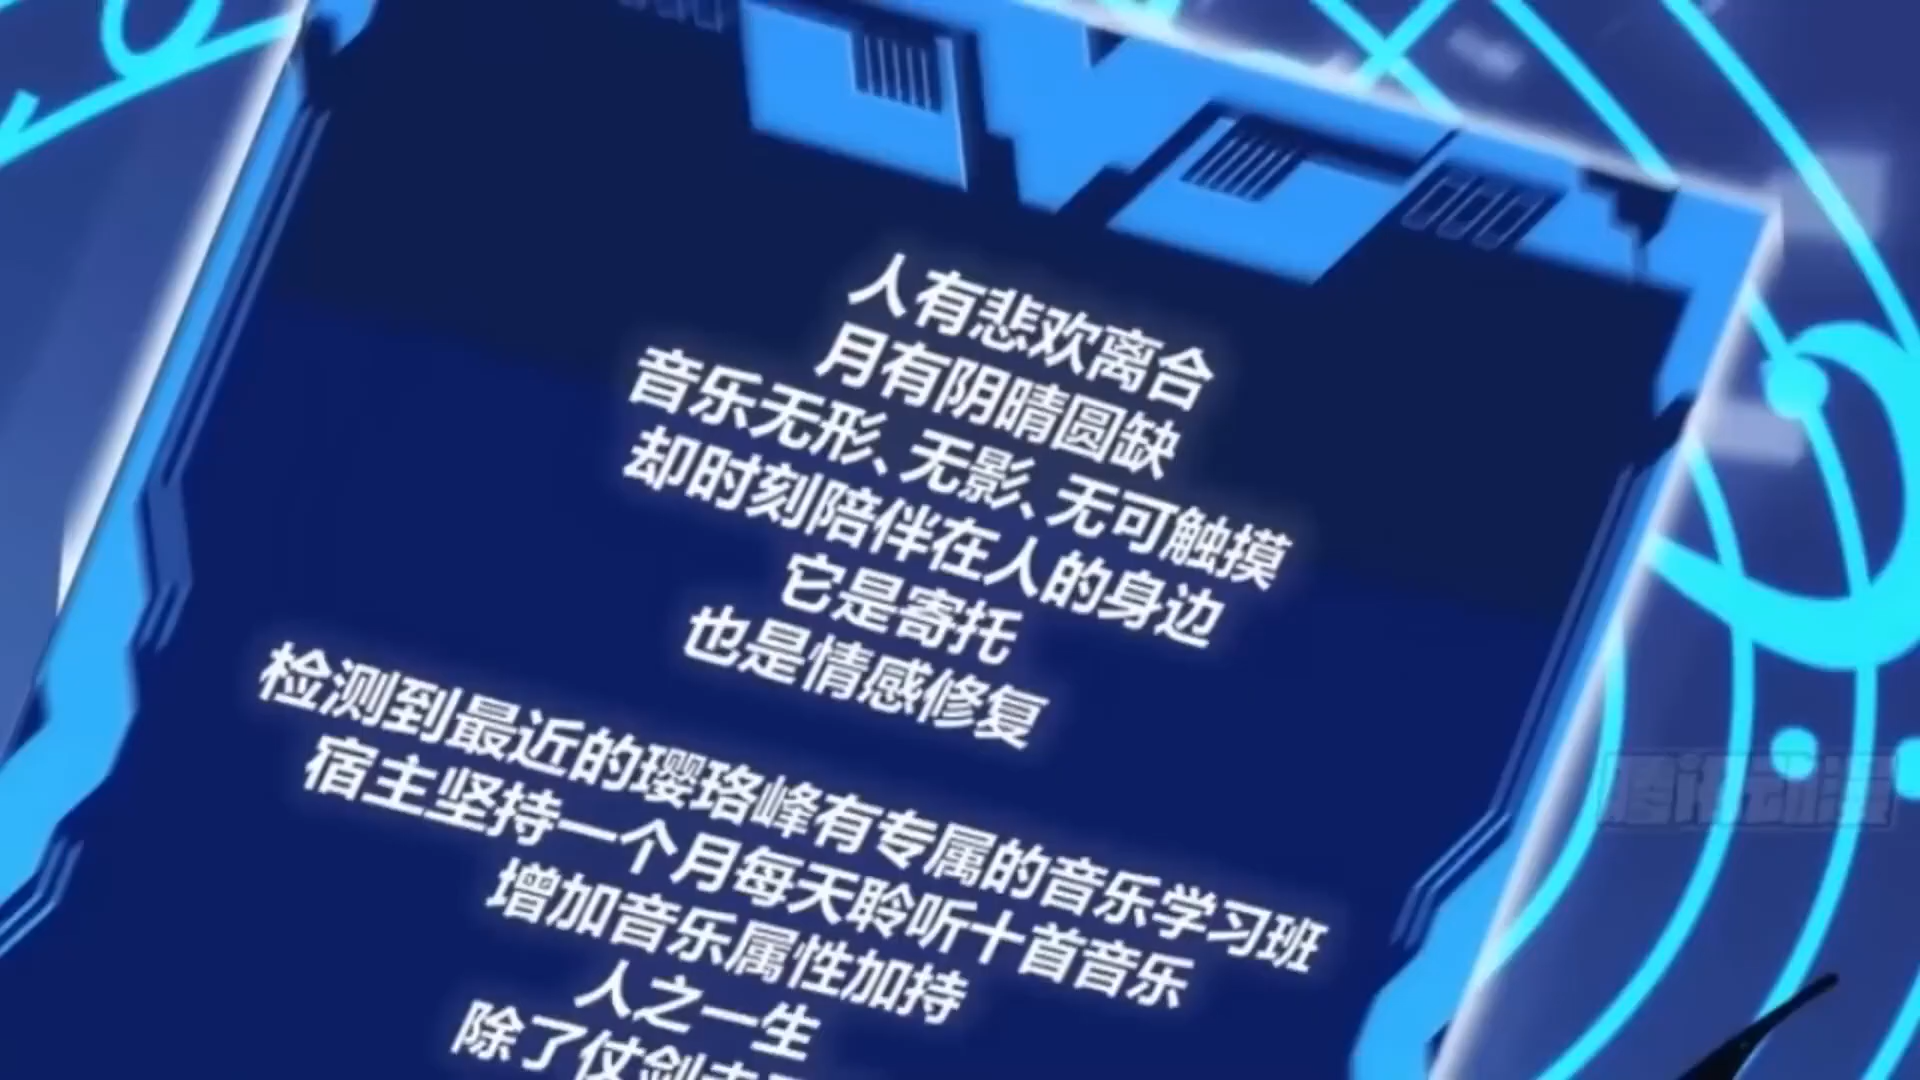 人有悲欢离合
月有阴晴圆缺
音乐无形、无影、无可触摸
却时刻陪伴在人的身边
它是寄托
也是情感修复
检测到最近的璎珞峰有专属的音乐学习班
宿主坚持一个月每天聆听十首音乐
增加音乐属性加持
人之一生
除了仗剑